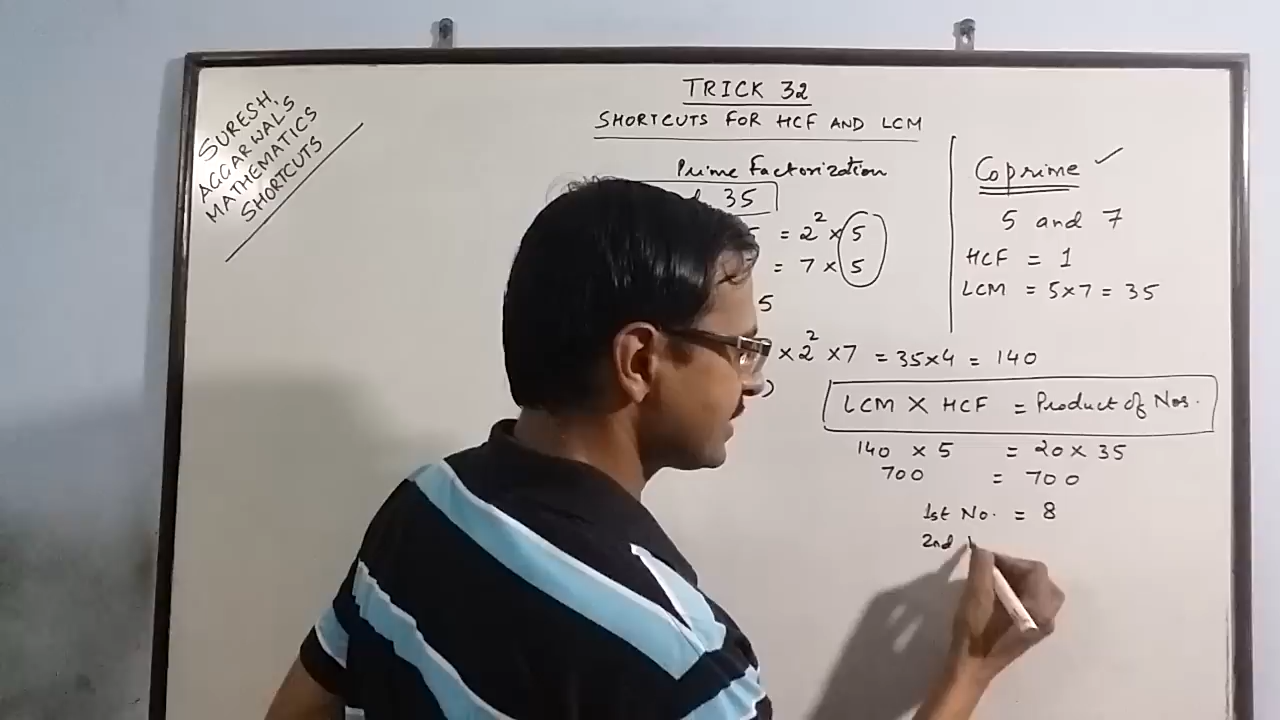 SURESH
AGGARWAL'S
MATHEMATICS
SHORTCUTS
TRICK 32
SHORTCUTS FOR HCF AND LCM
Prime Factorization
35
= 2² × 5
= 7 × 5
5
× 2² × 7 = 35×4 = 140
Coprime ✓
5 and 7
HCF = 1
LCM = 5×7 = 35
LCM × HCF = Product of Nos.
140 × 5 = 20 × 35
700 = 700
1st No. = 8
2nd